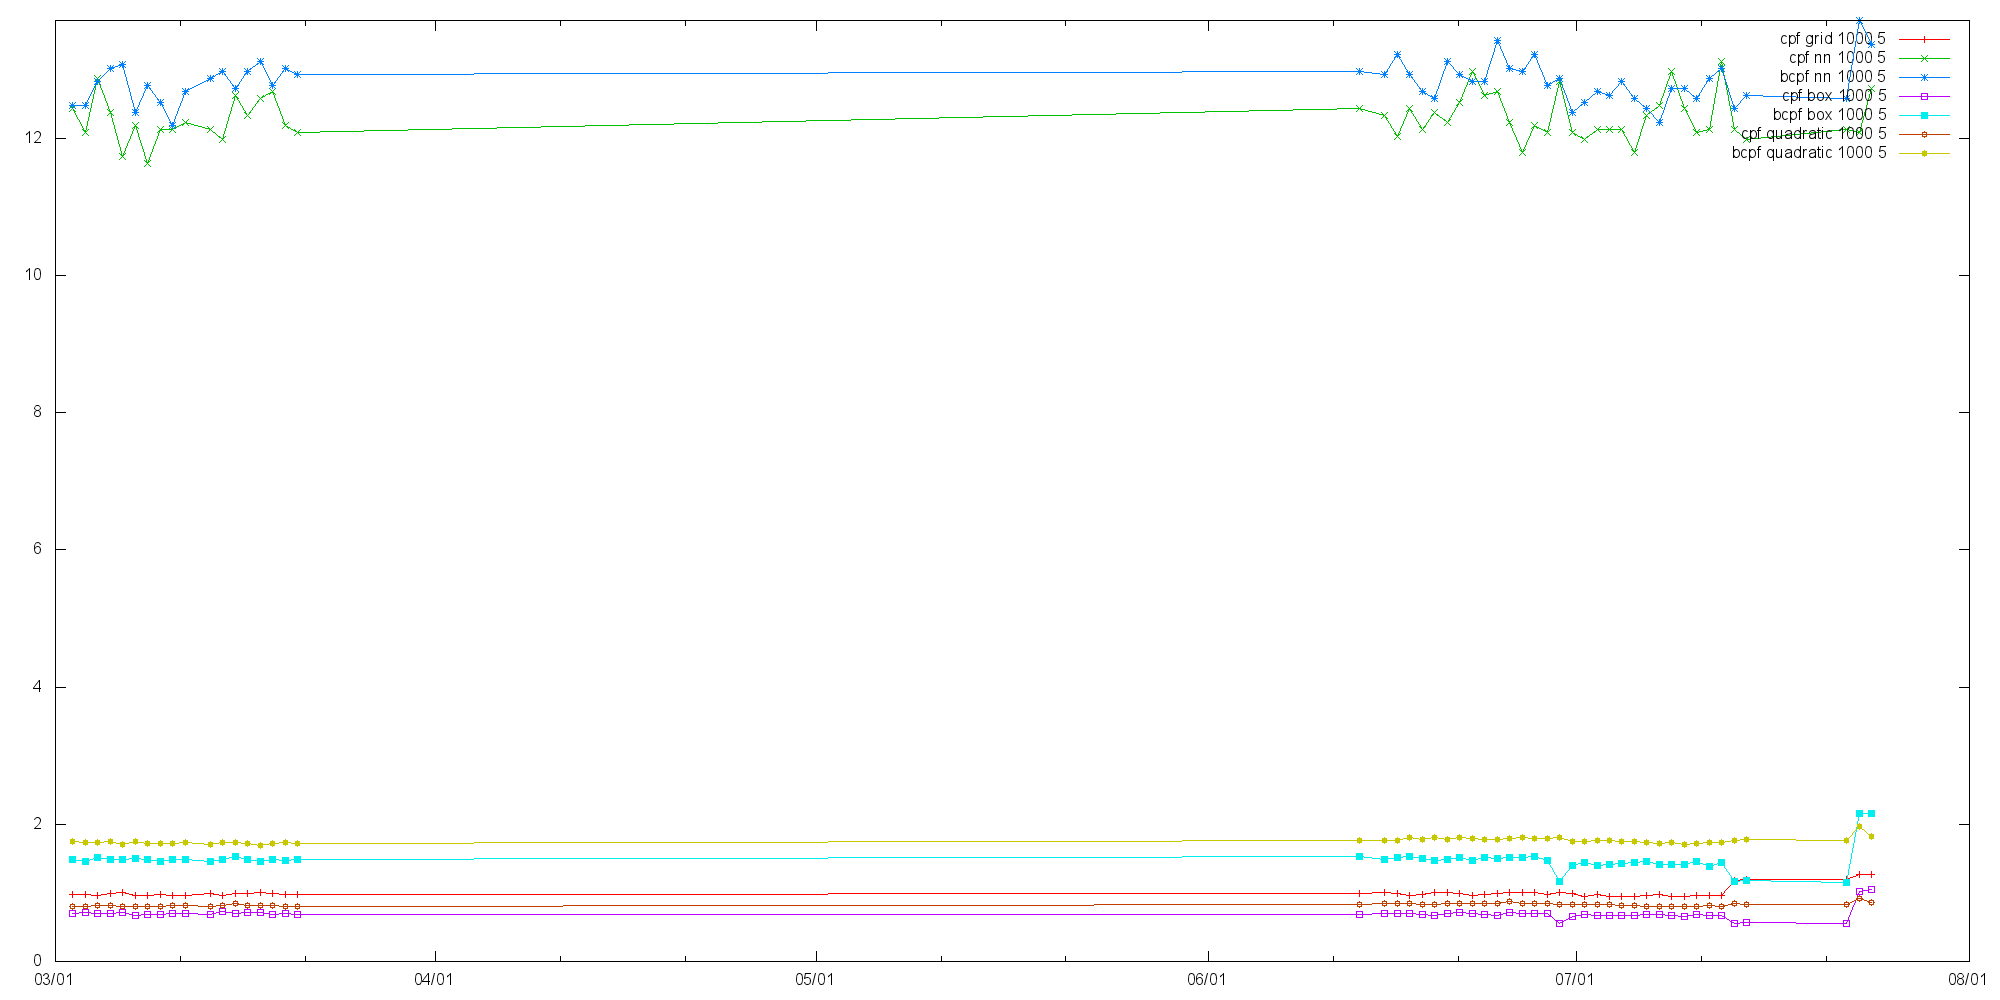 cpf grid 1000 5
cpf nn 1000 5
bcpf nn 1000 5
cpf box 1000 5
bcpf box 1000 5
cpf quadratic 1000 5
bcpf quadratic 1000 5
12
10
8
6
4
2
0
03/01 04/01 05/01 06/01 07/01 08/01